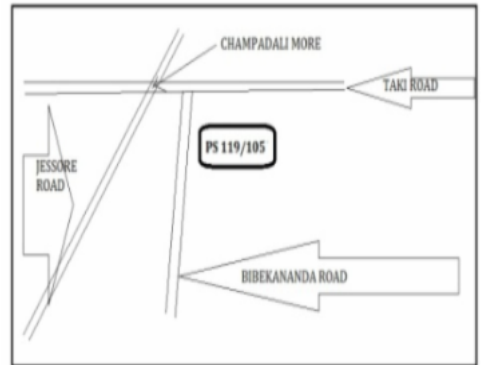 CHAMPADALI MORE
TAKI ROAD
PS 119/105
JESSORE
ROAD
BIBEKANANDA ROAD